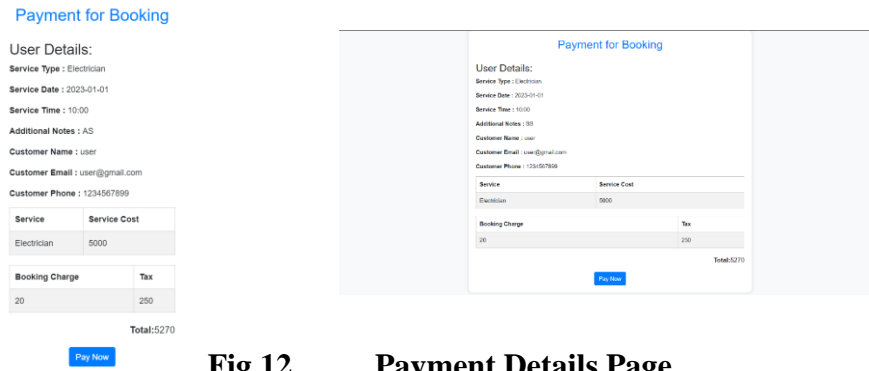 Payment for Booking
User Details:
Service Type : Electrician
Service Date : 2023-01-01
Service Time : 10:00
Additional Notes : AS
Customer Name : user
Customer Email : user@gmail.com
Customer Phone : 1234567899
Service Service Cost
Electrician 5000
Booking Charge Tax
20 250
Total:5270
Pay Now
Payment for Booking
User Details:
Service Type : Electrician
Service Date : 2023-01-01
Service Time : 10:00
Additional Notes : SS
Customer Name : user
Customer Email : user@gmail.com
Customer Phone : 1234567899
Service Service Cost
Electrician 5000
Booking Charge Tax
20 250
Total:5270
Pay Now
Fig 12 Payment Details Page